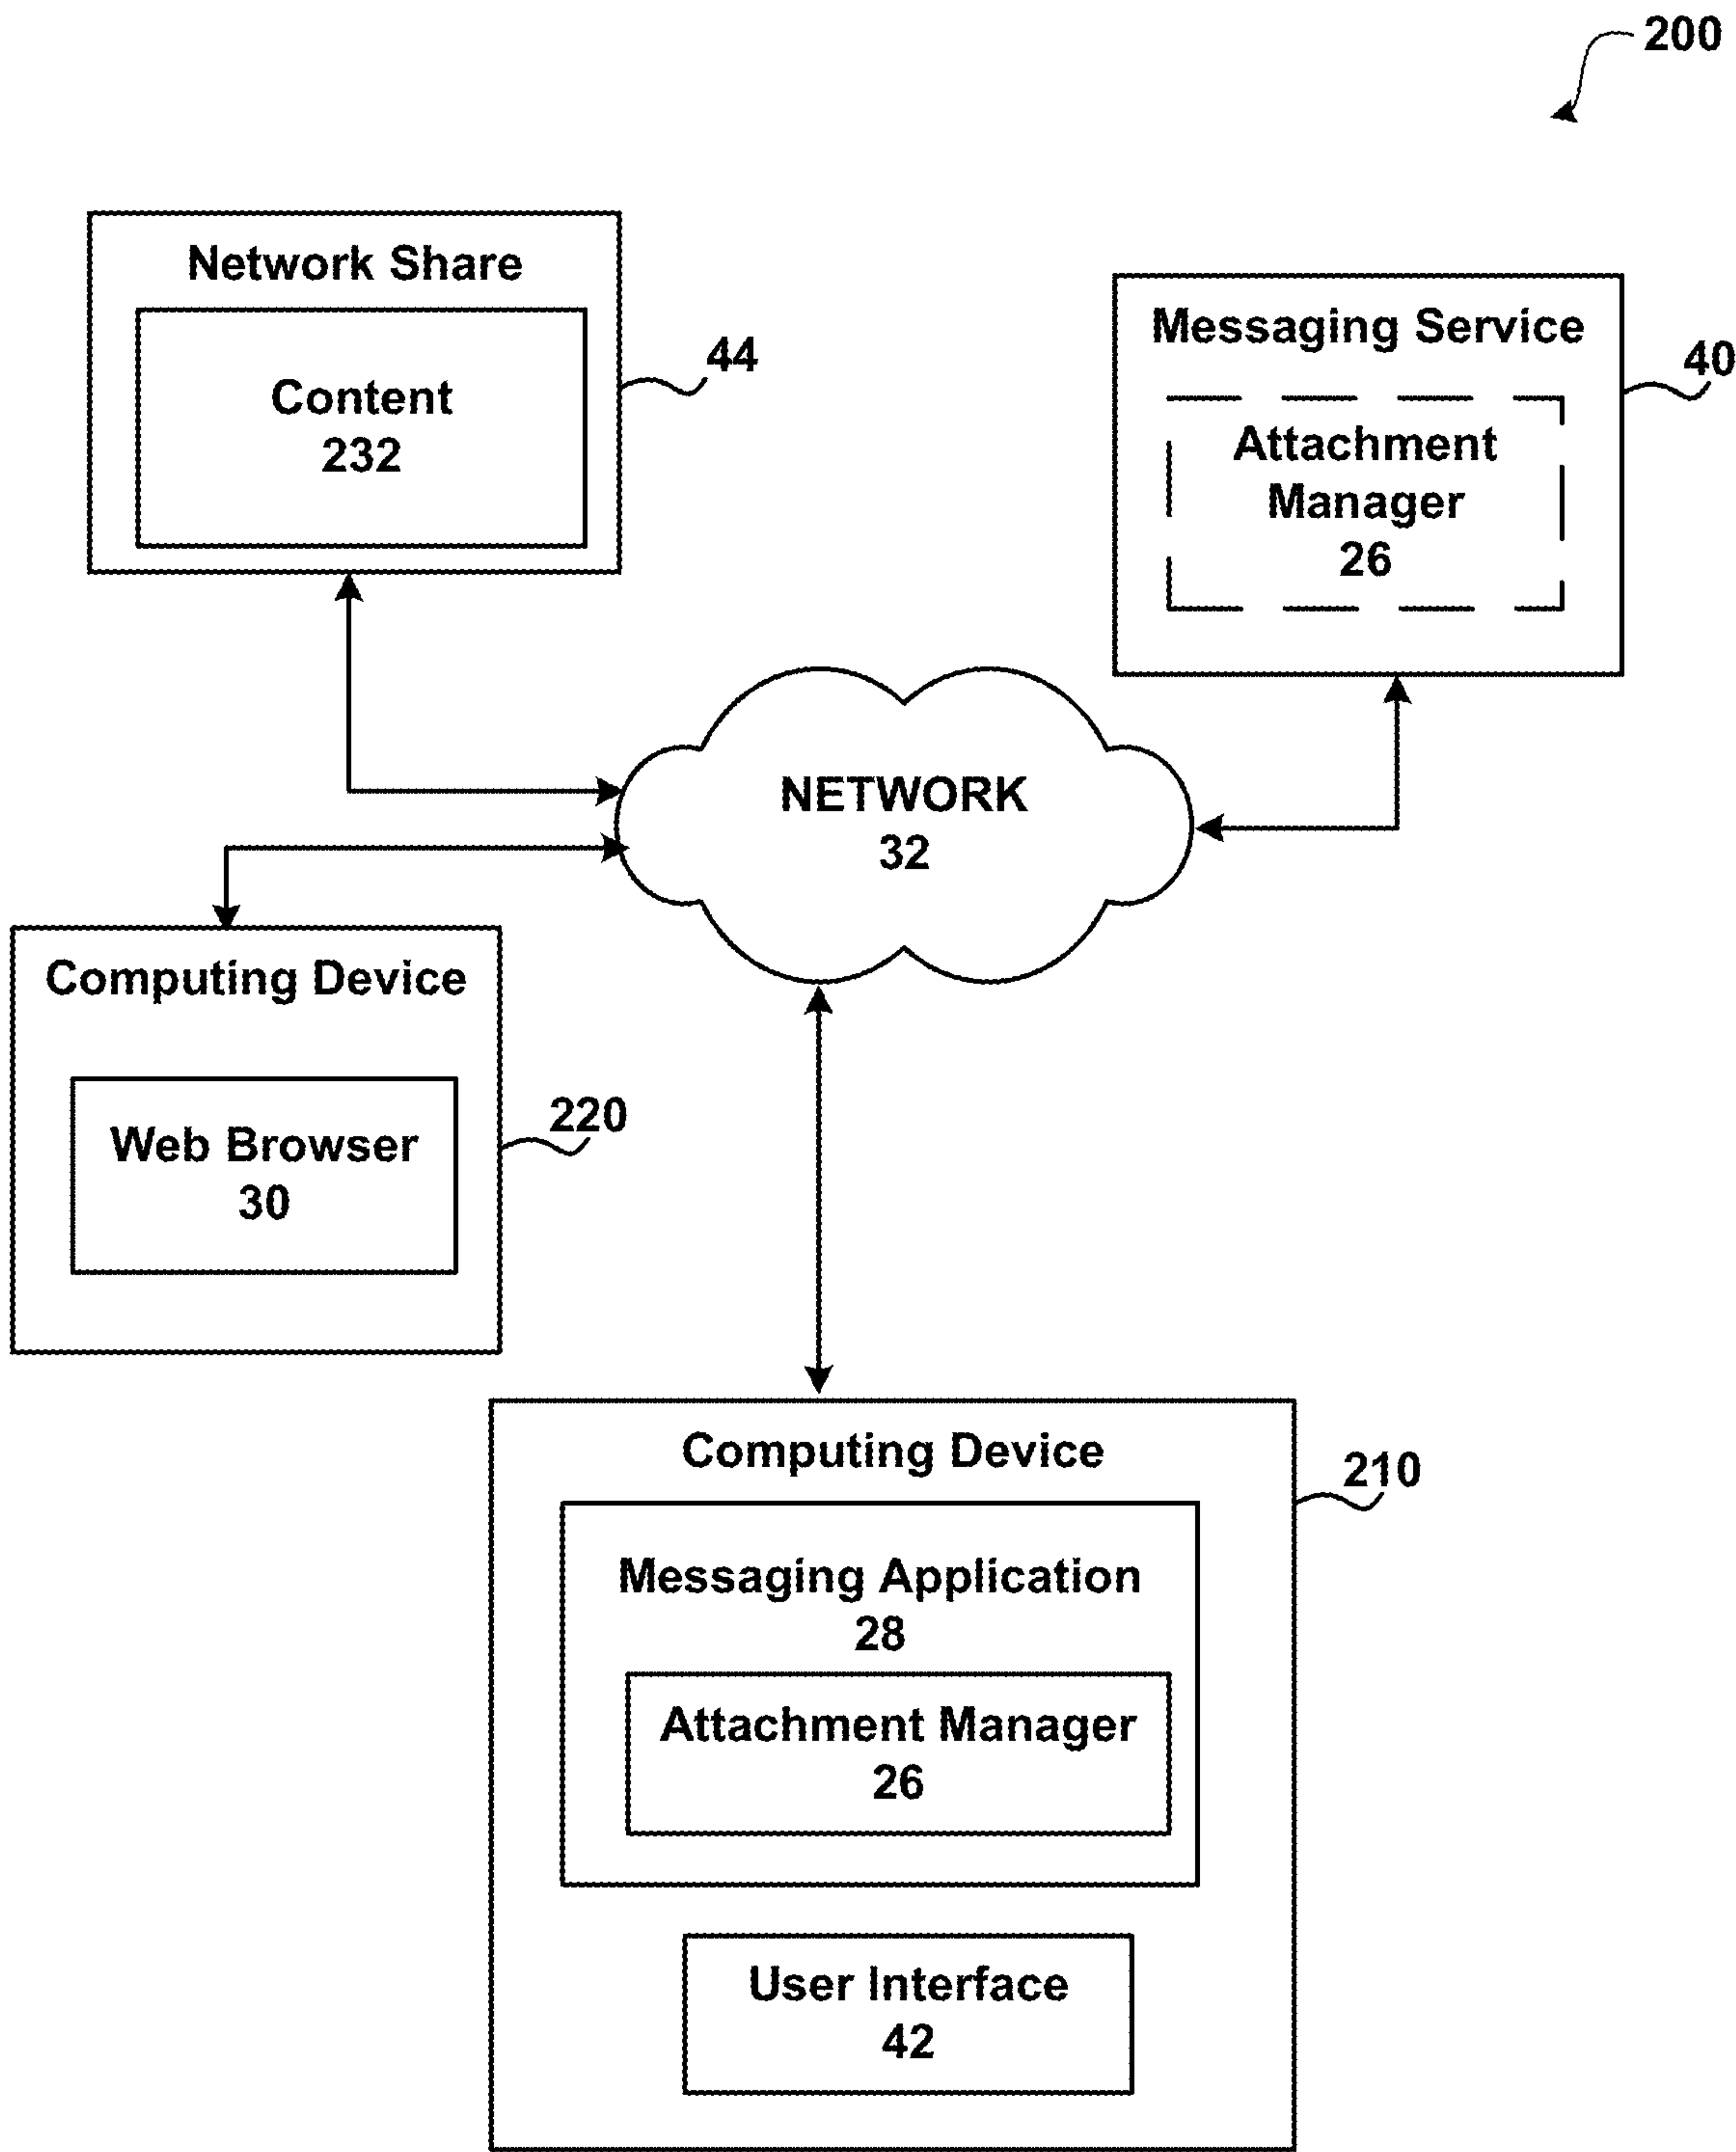 200
Network Share
Content
232
44
Messaging Service
Attachment
Manager
26
40
NETWORK
32
Computing Device
Web Browser
30
220
Computing Device
210
Messaging Application
28
Attachment Manager
26
User Interface
42